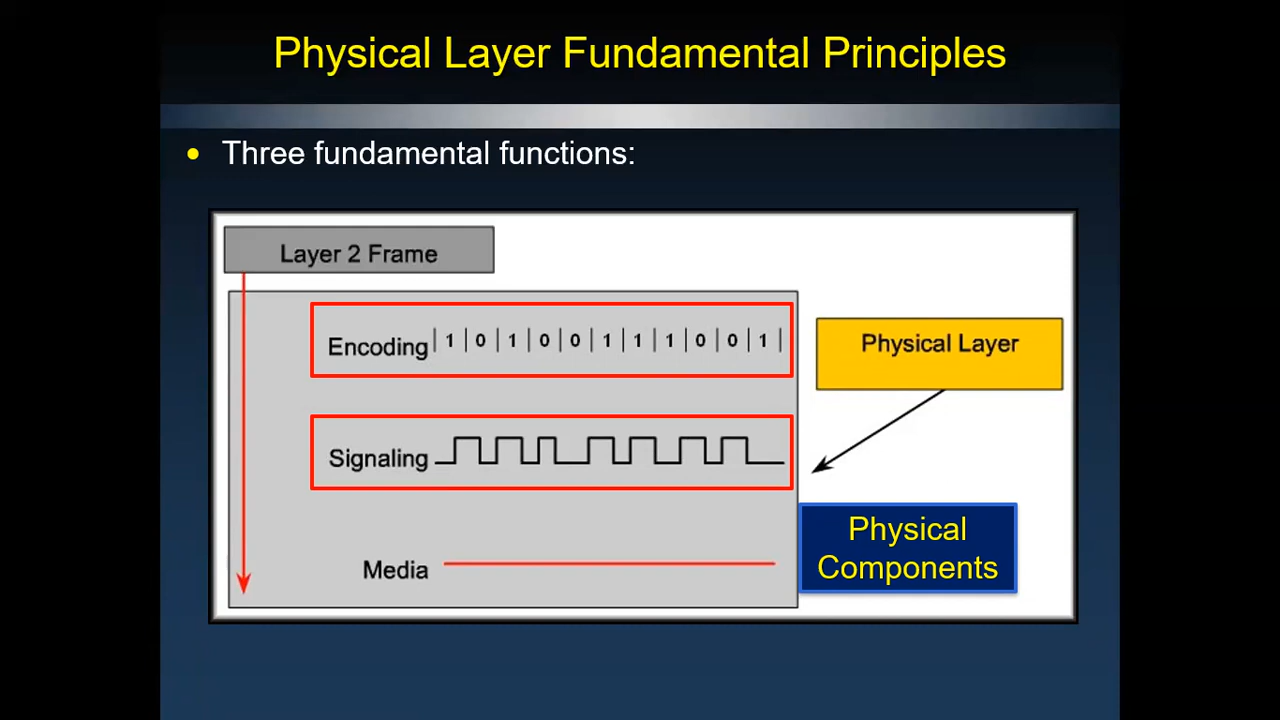 Physical Layer Fundamental Principles
• Three fundamental functions:
Layer 2 Frame
Encoding | 1 | 0 | 1 | 0 | 0 | 1 | 1 | 1 | 0 | 0 | 1 |
Physical Layer
Signaling
Physical
Components
Media